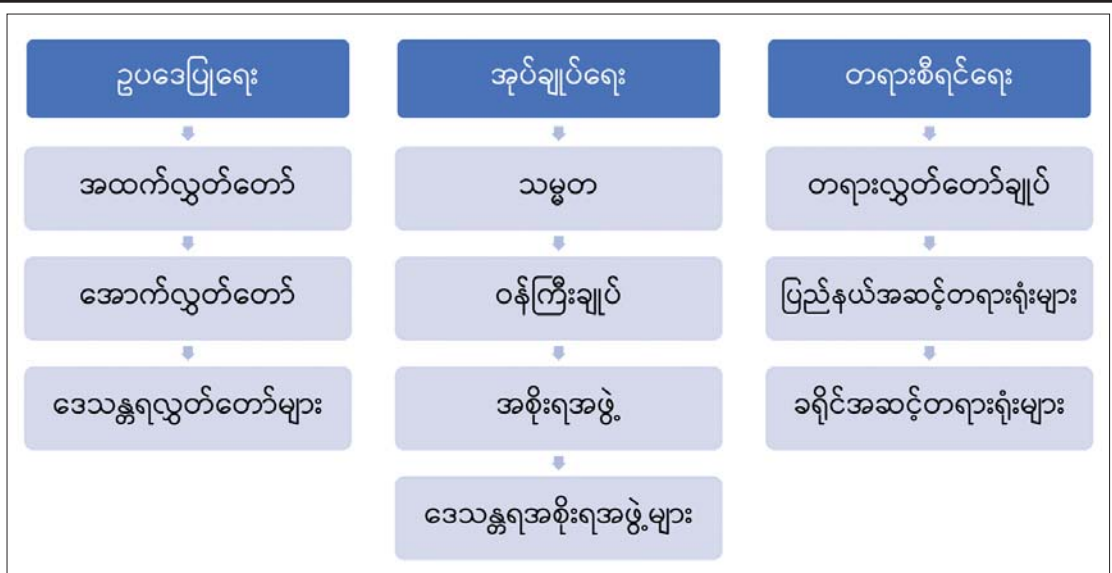 ဥပဒေပြုရေး
အထက်လွှတ်တော်
အောက်လွှတ်တော်
ဒေသန္တရလွှတ်တော်များ
အုပ်ချုပ်ရေး
သမ္မတ
ဝန်ကြီးချုပ်
အစိုးရအဖွဲ့
ဒေသန္တရအစိုးရအဖွဲ့များ
တရားစီရင်ရေး
တရားလွှတ်တော်ချုပ်
ပြည်နယ်အဆင့်တရားရုံးများ
ခရိုင်အဆင့်တရားရုံးများ